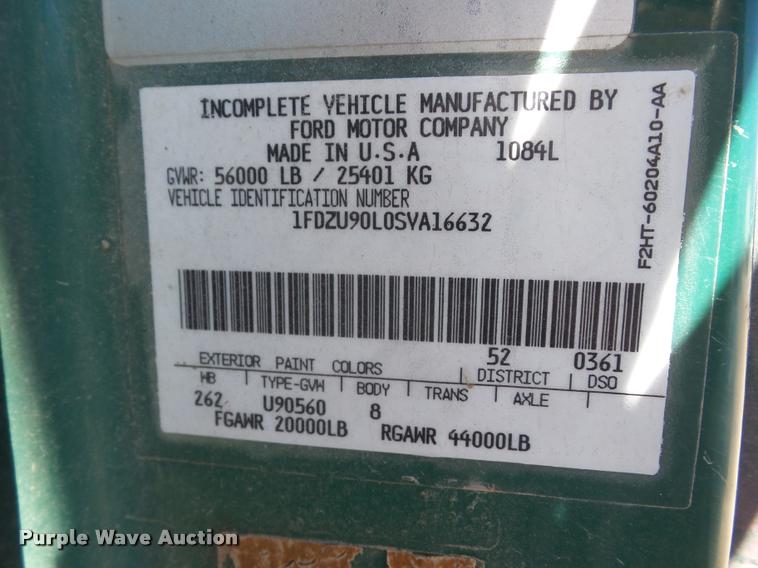 INCOMPLETE VEHICLE MANUFACTURED BY
FORD MOTOR COMPANY
MADE IN U.S.A 1084L
GVWR: 56000 LB / 25401 KG
VEHICLE IDENTIFICATION NUMBER
1FDZU90L0SVA16632
F2HT-60204A10-AA
52 0361
EXTERIOR PAINT COLORS DISTRICT DSO
WB TYPE-GVW BODY TRANS AXLE
262 U90560 8
FGAWR 20000LB RGAWR 44000LB
Purple Wave Auction